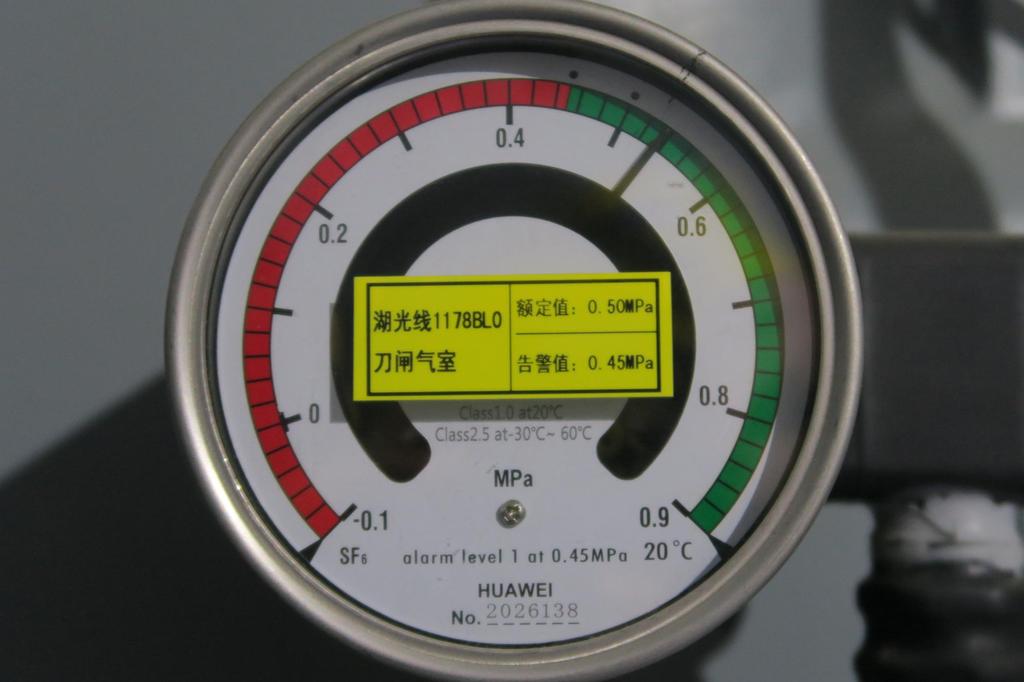 0.4
0.2
0.6
湖光线1178BL0
刀闸气室
额定值：0.50MPa
告警值：0.45MPa
0
0.8
Class1.0 at20℃
Class2.5 at-30℃~ 60℃
MPa
-0.1
0.9
SF₆
alarm level 1 at 0.45MPa
20℃
HUAWEI
No. 2026138